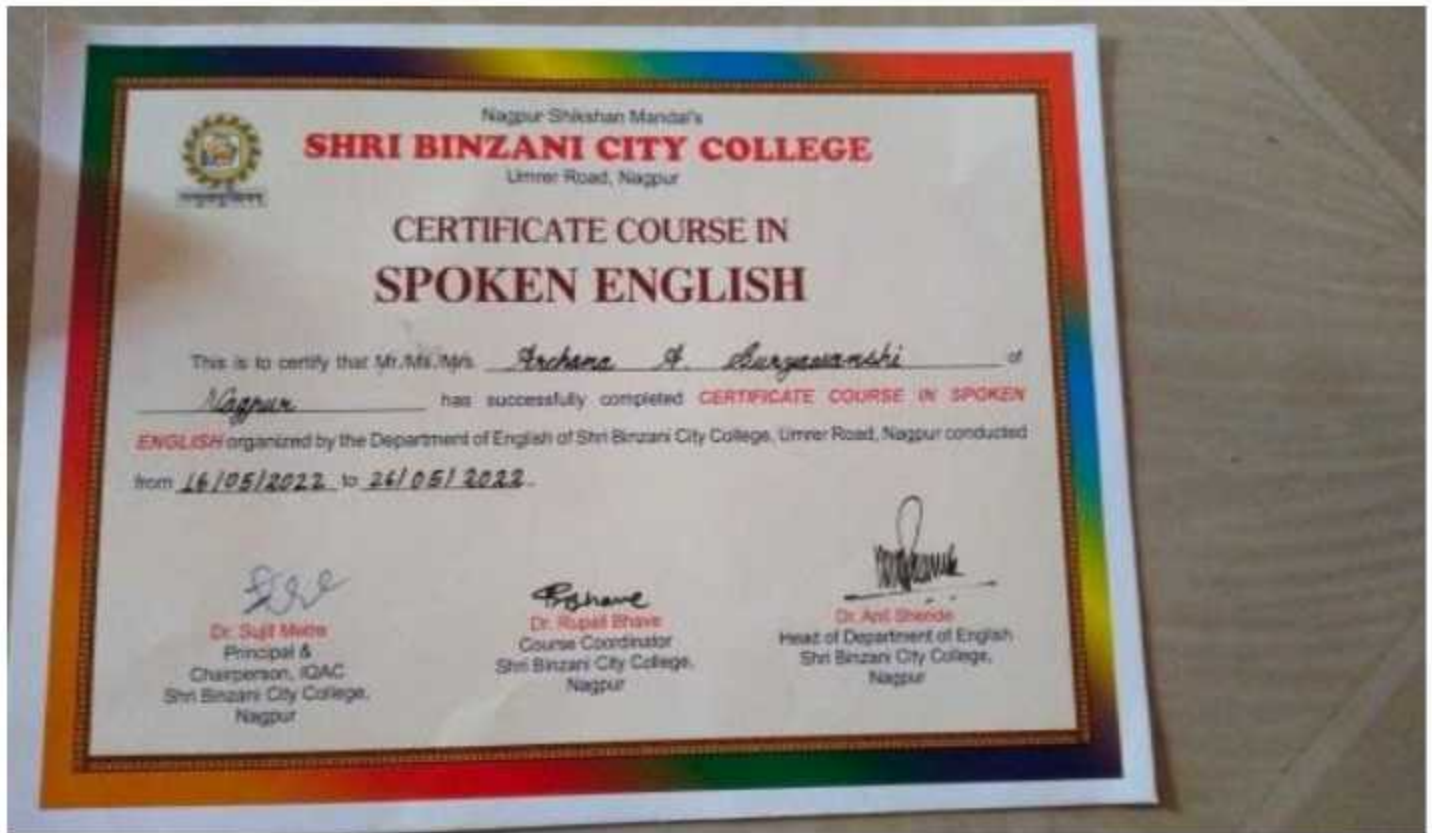 Nagpur Shikshan Mandal's
SHRI BINZANI CITY COLLEGE
Umrer Road, Nagpur
CERTIFICATE COURSE IN
SPOKEN ENGLISH
This is to certify that Mr./Ms./Mrs. Archana A. Suryawanshi of
Nagpur has successfully completed CERTIFICATE COURSE IN SPOKEN
ENGLISH organized by the Department of English of Shri Binzani City College, Umrer Road, Nagpur conducted
from 16/05/2022 to 26/05/2022.
Dr. Sujit Metre
Principal &
Chairperson, IQAC
Shri Binzani City College,
Nagpur
Dr. Rupali Bhave
Course Coordinator
Shri Binzani City College,
Nagpur
Dr. Anil Shende
Head of Department of English
Shri Binzani City College,
Nagpur